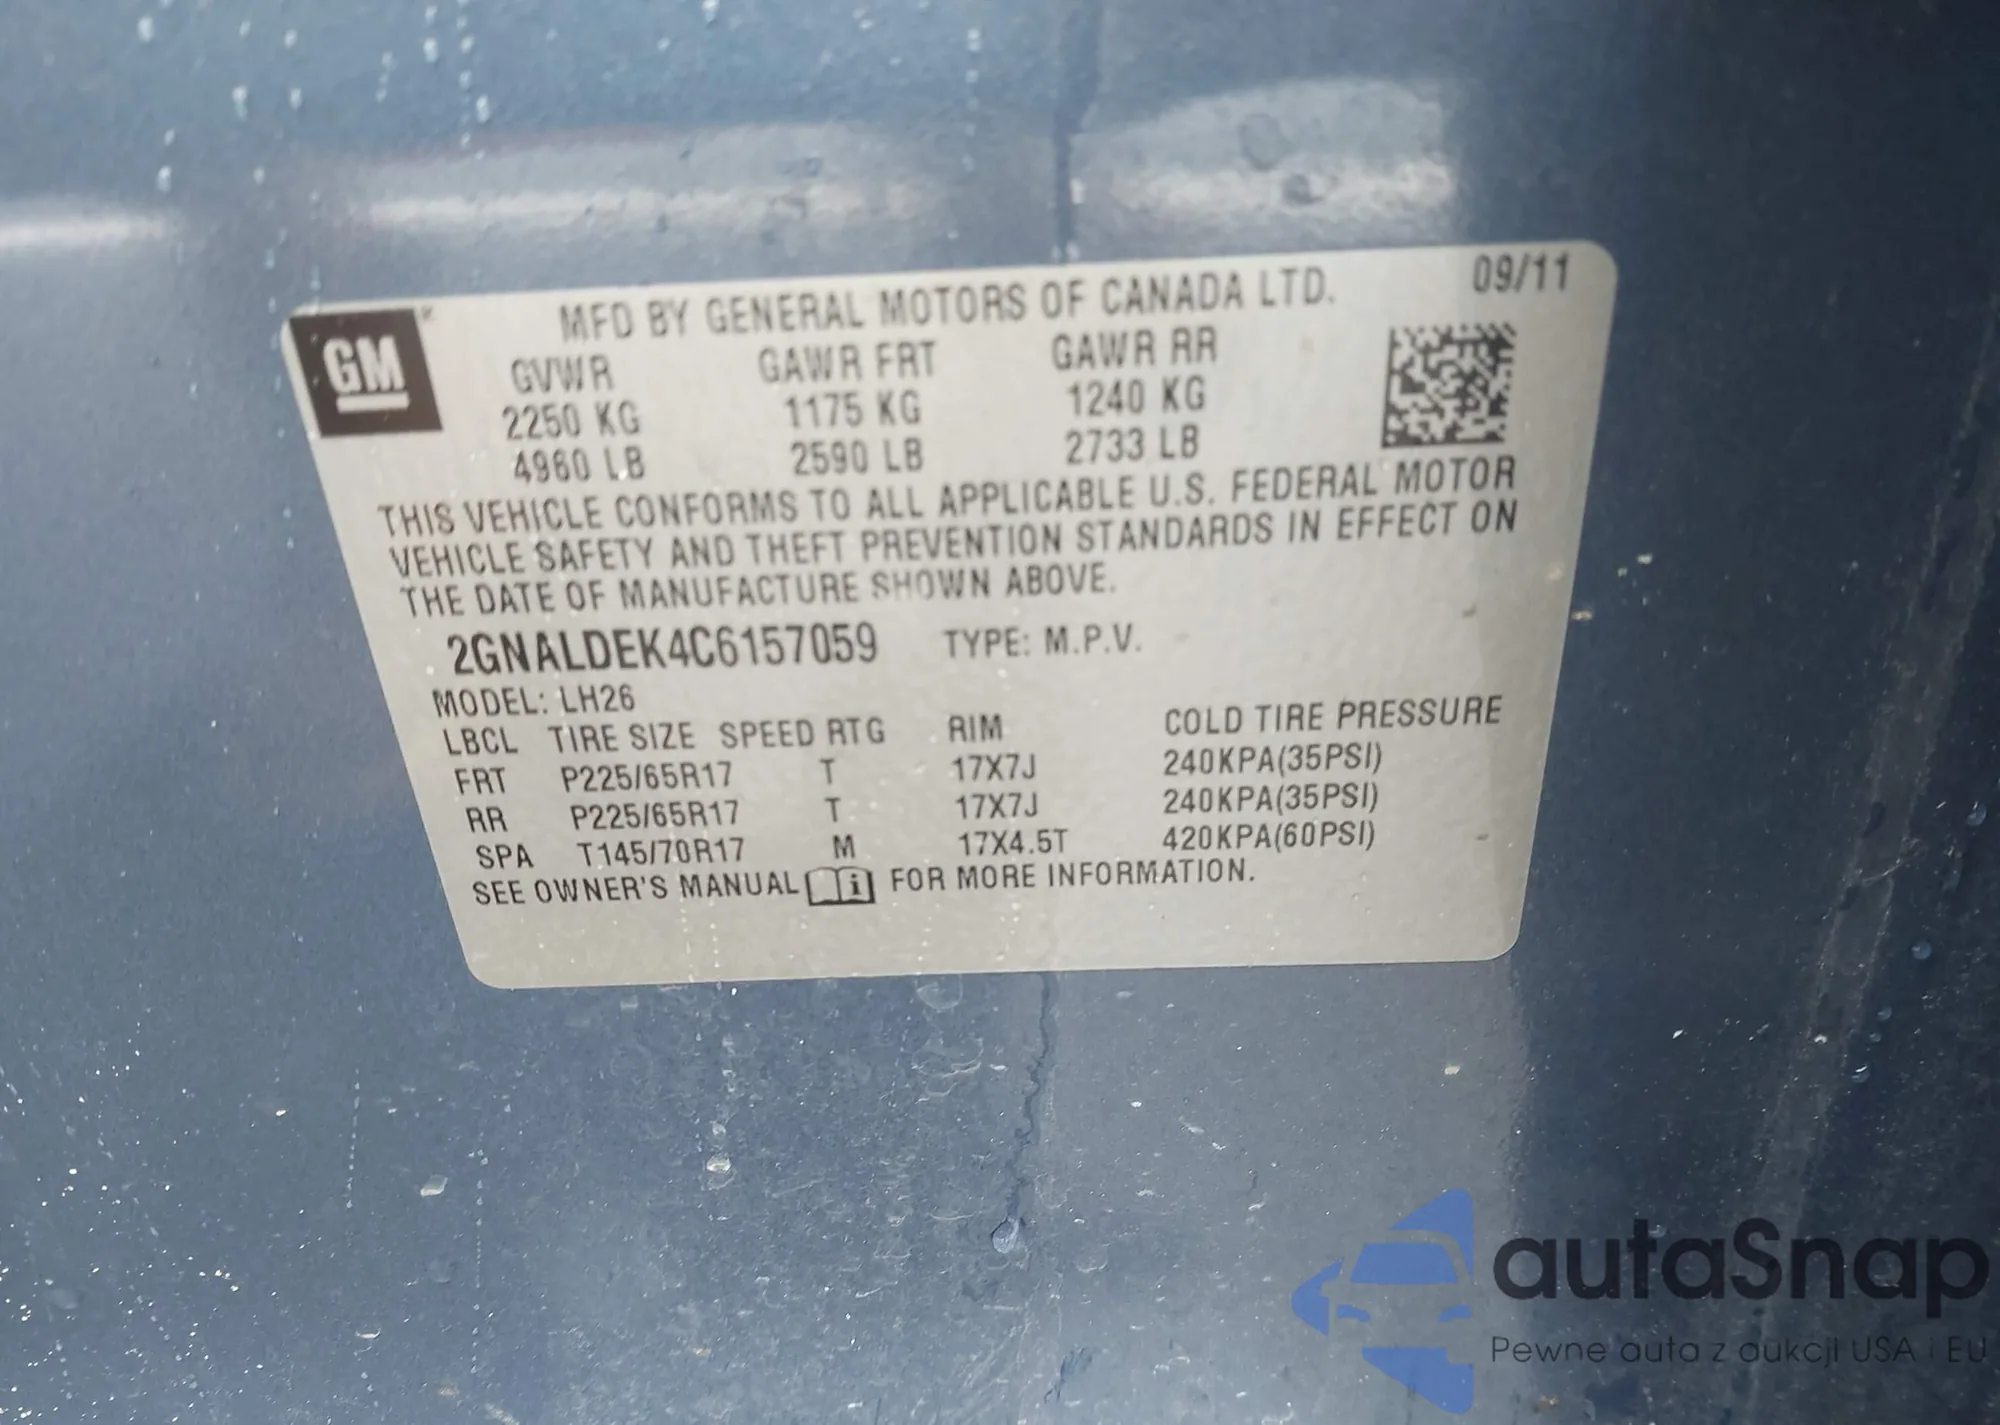 MFD BY GENERAL MOTORS OF CANADA LTD. 09/11
GM
GVWR GAWR FRT GAWR RR
2250 KG 1175 KG 1240 KG
4960 LB 2590 LB 2733 LB
THIS VEHICLE CONFORMS TO ALL APPLICABLE U.S. FEDERAL MOTOR
VEHICLE SAFETY AND THEFT PREVENTION STANDARDS IN EFFECT ON
THE DATE OF MANUFACTURE SHOWN ABOVE.
2GNALDEK4C6157059 TYPE: M.P.V.
MODEL: LH26
LBCL TIRE SIZE SPEED RTG RIM COLD TIRE PRESSURE
FRT P225/65R17 T 17X7J 240KPA(35PSI)
RR P225/65R17 T 17X7J 240KPA(35PSI)
SPA T145/70R17 M 17X4.5T 420KPA(60PSI)
SEE OWNER'S MANUAL i FOR MORE INFORMATION.
autaSnap
Pewne auta z aukcji USA i EU